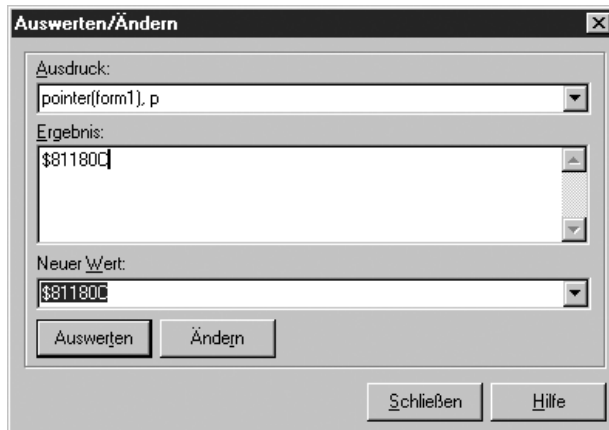 Auswerten/Ändern
Ausdruck:
pointer(form1), p
Ergebnis:
$81180C
Neuer Wert:
$81180C
Auswerten Ändern
Schließen Hilfe